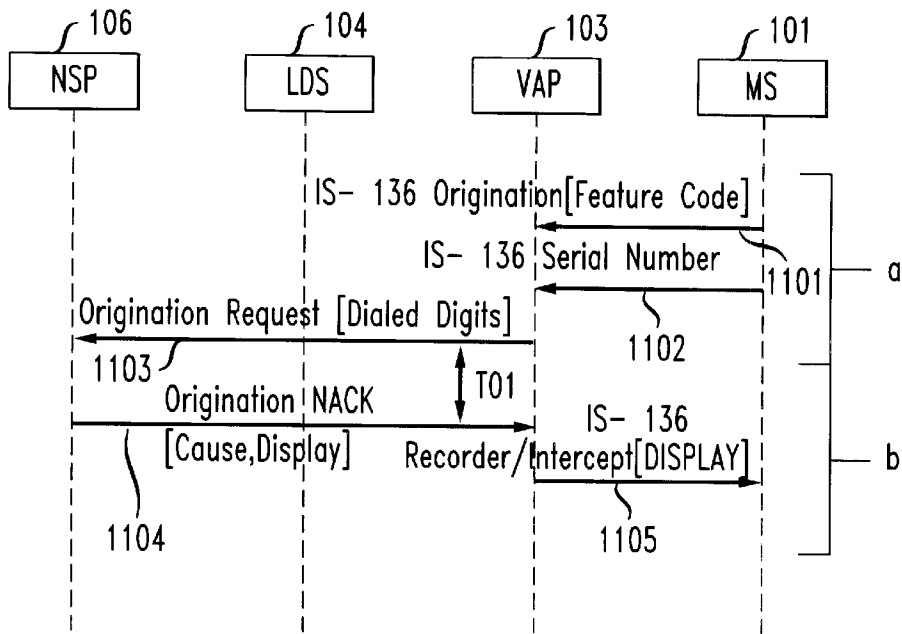 106
104
103
101
NSP
LDS
VAP
MS
IS- 136 Origination[Feature Code]
1101
IS- 136 Serial Number
a
1102
Origination Request [Dialed Digits]
1103
T01
Origination NACK
[Cause,Display]
IS- 136
Recorder/Intercept[DISPLAY]
b
1104
1105